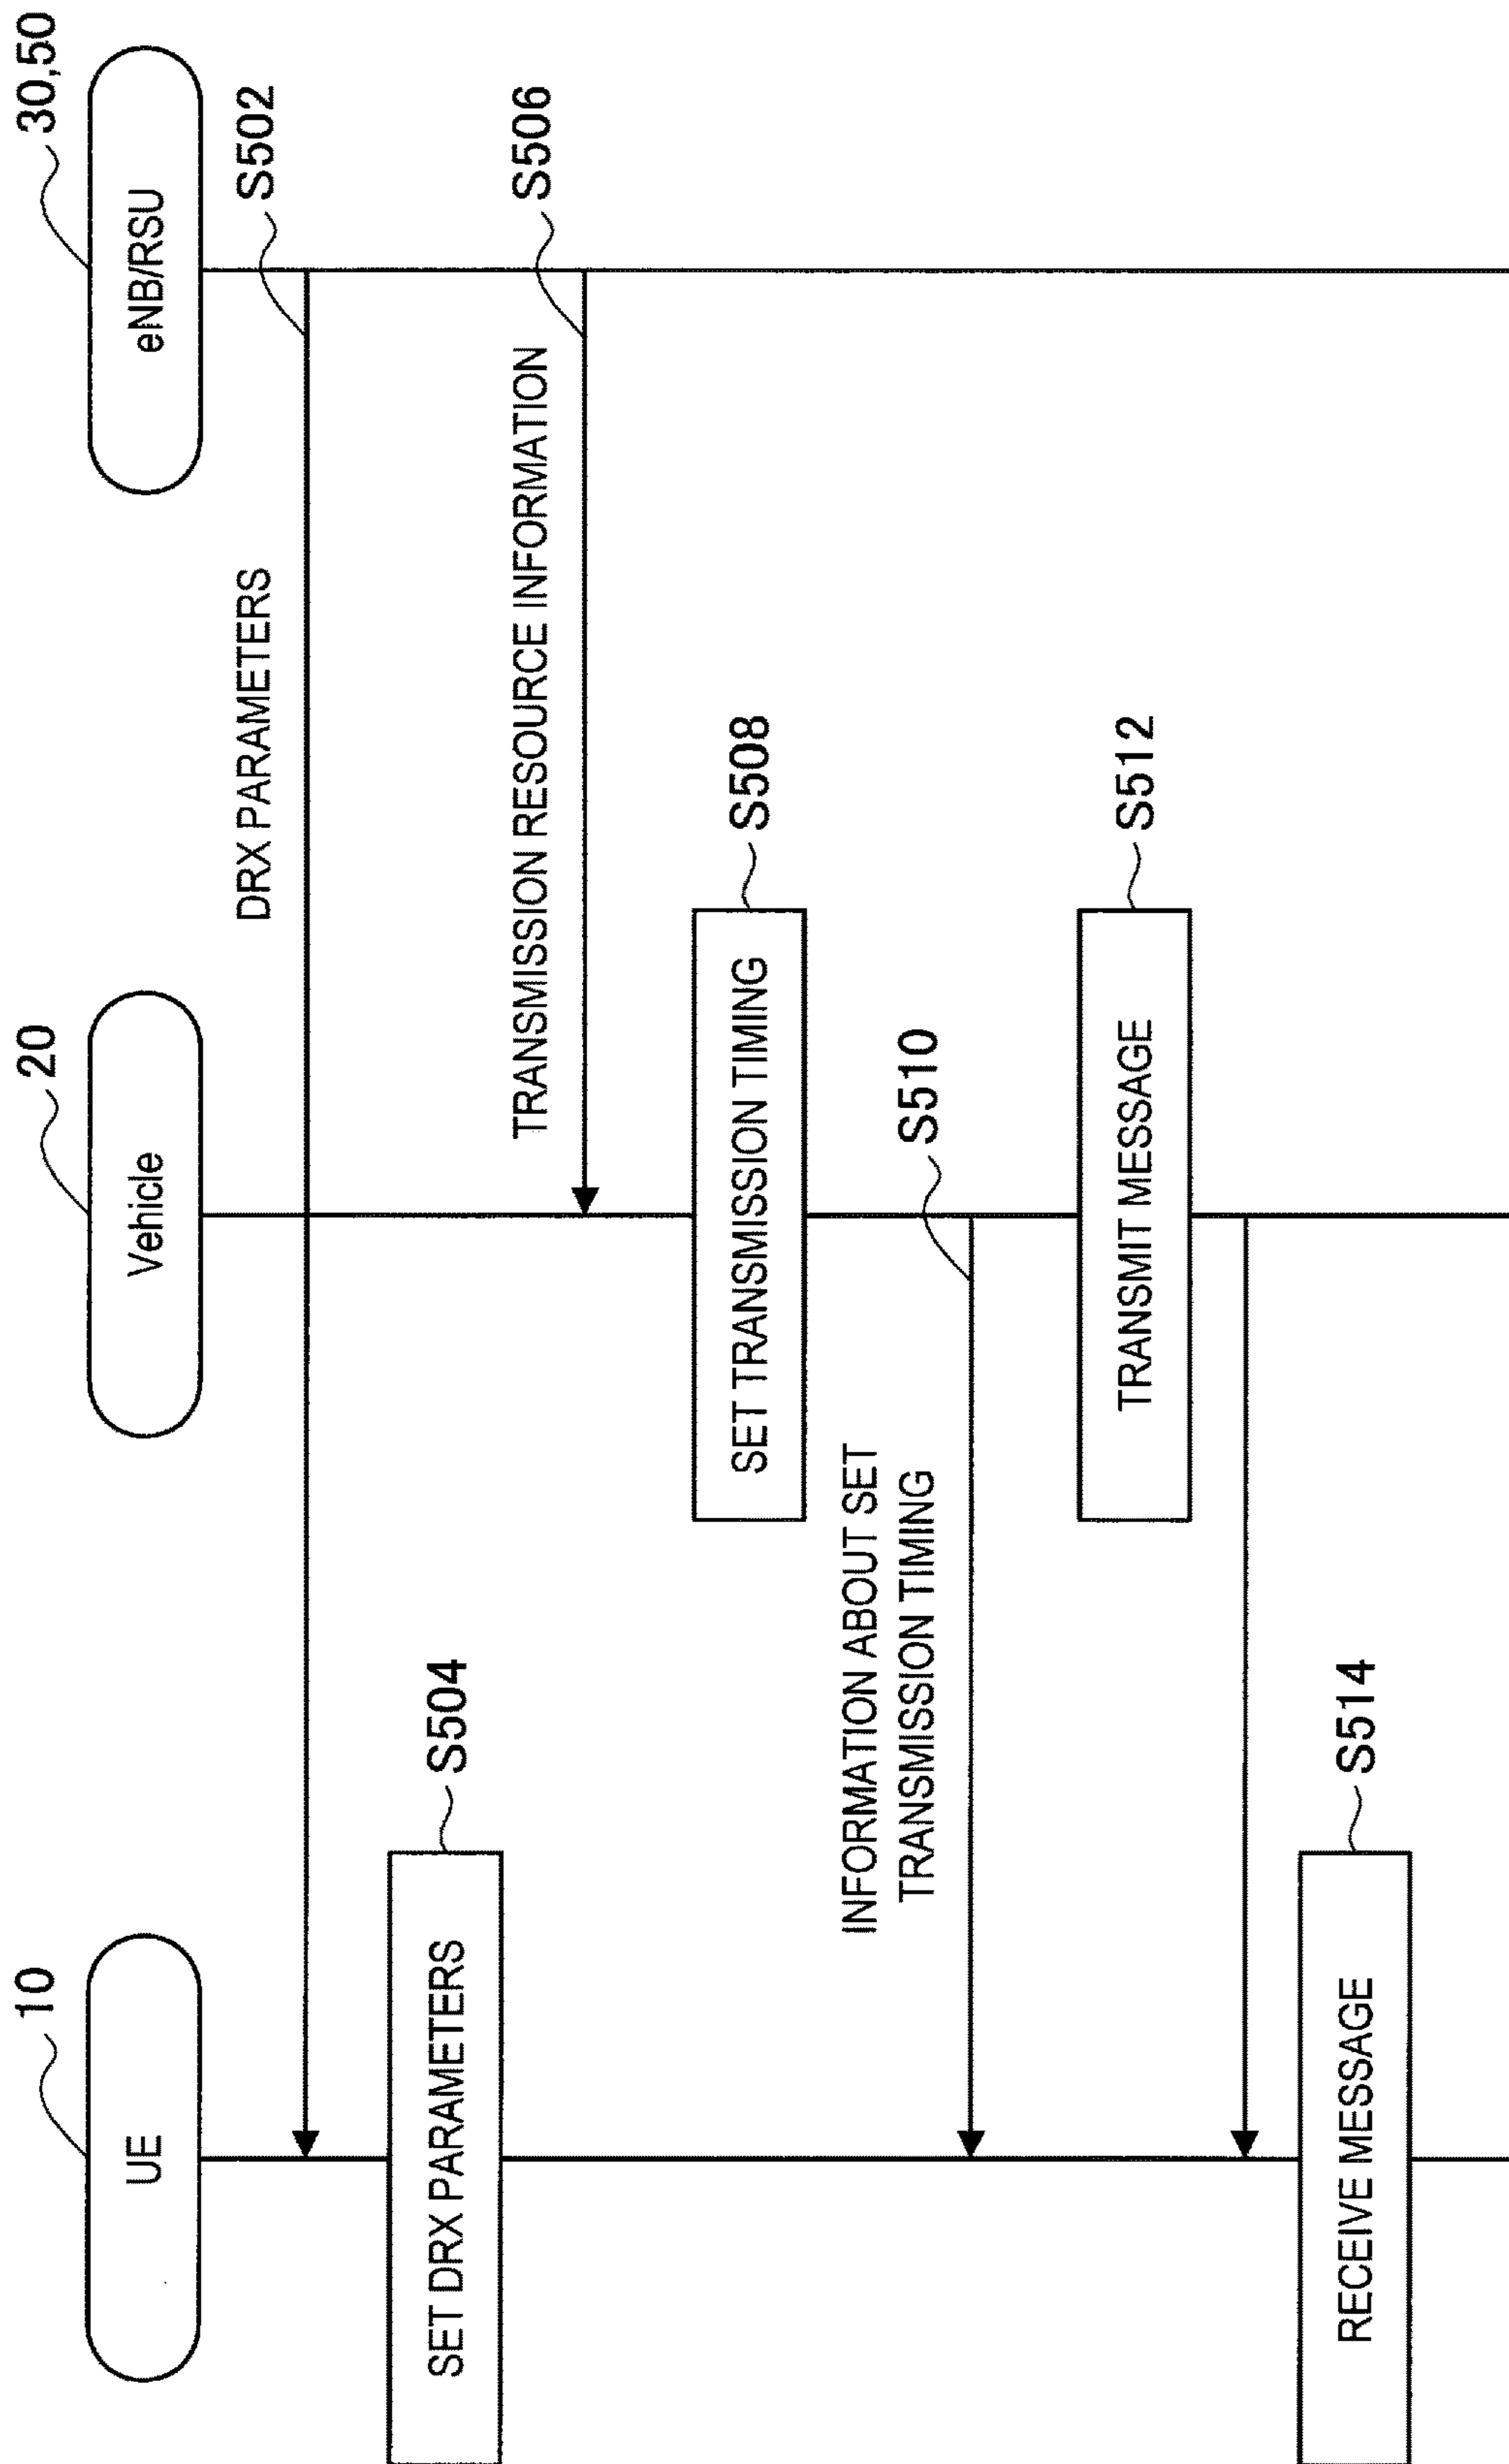 10
20
30,50
UE
Vehicle
eNB/RSU
DRX PARAMETERS
S502
SET DRX PARAMETERS
S504
TRANSMISSION RESOURCE INFORMATION
S506
SET TRANSMISSION TIMING
S508
INFORMATION ABOUT SET
TRANSMISSION TIMING
S510
TRANSMIT MESSAGE
S512
RECEIVE MESSAGE
S514